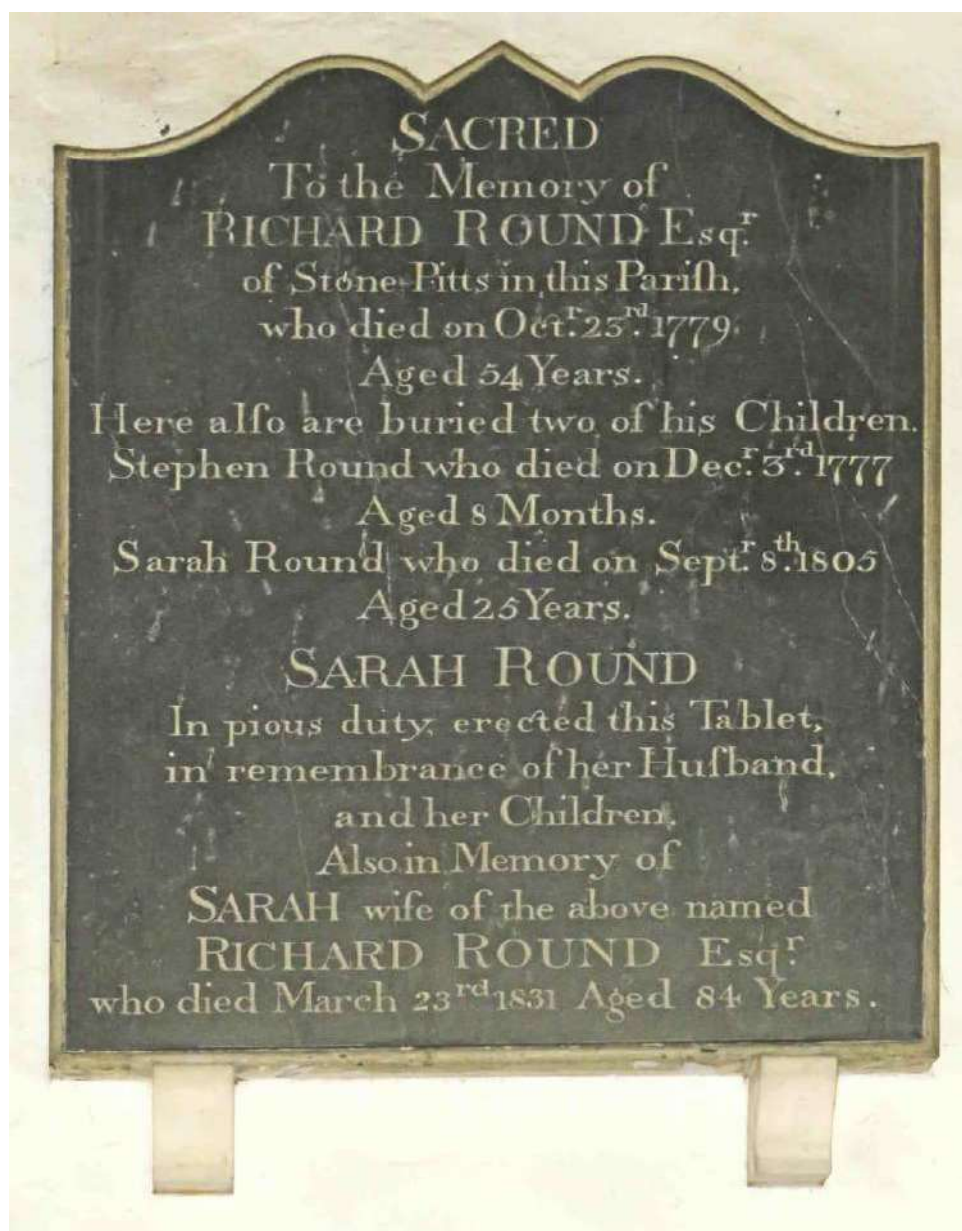 SACRED
To the Memory of
RICHARD ROUND Esqr.
of Stone-Pitts in this Pariſh,
who died on Octr. 23rd. 1779.
Aged 54 Years.
Here alſo are buried two of his Children.
Stephen Round who died on Decr. 3rd. 1777
Aged 8 Months.
Sarah Round who died on Septr. 8th. 1805
Aged 25 Years.
SARAH ROUND
In pious duty, erected this Tablet,
in remembrance of her Huſband,
and her Children.
Also in Memory of
SARAH wife of the above named
RICHARD ROUND Esqr.
who died March 23rd 1831 Aged 84 Years.